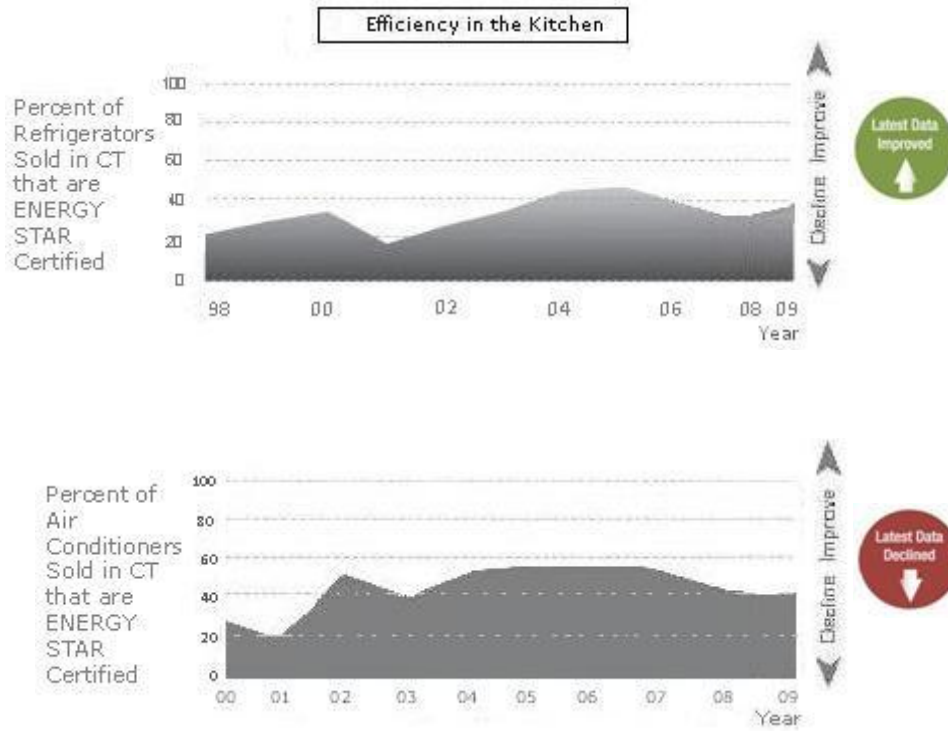 Efficiency in the Kitchen
Percent of
Refrigerators
Sold in CT
that are
ENERGY
STAR
Certified
100
80
60
40
20
0
98 00 02 04 06 08 09
Year
Decline Improve
Latest Data
Improved
Percent of
Air
Conditioners
Sold in CT
that are
ENERGY
STAR
Certified
100
80
60
40
20
0
00 01 02 03 04 05 06 07 08 09
Year
Decline Improve
Latest Data
Declined